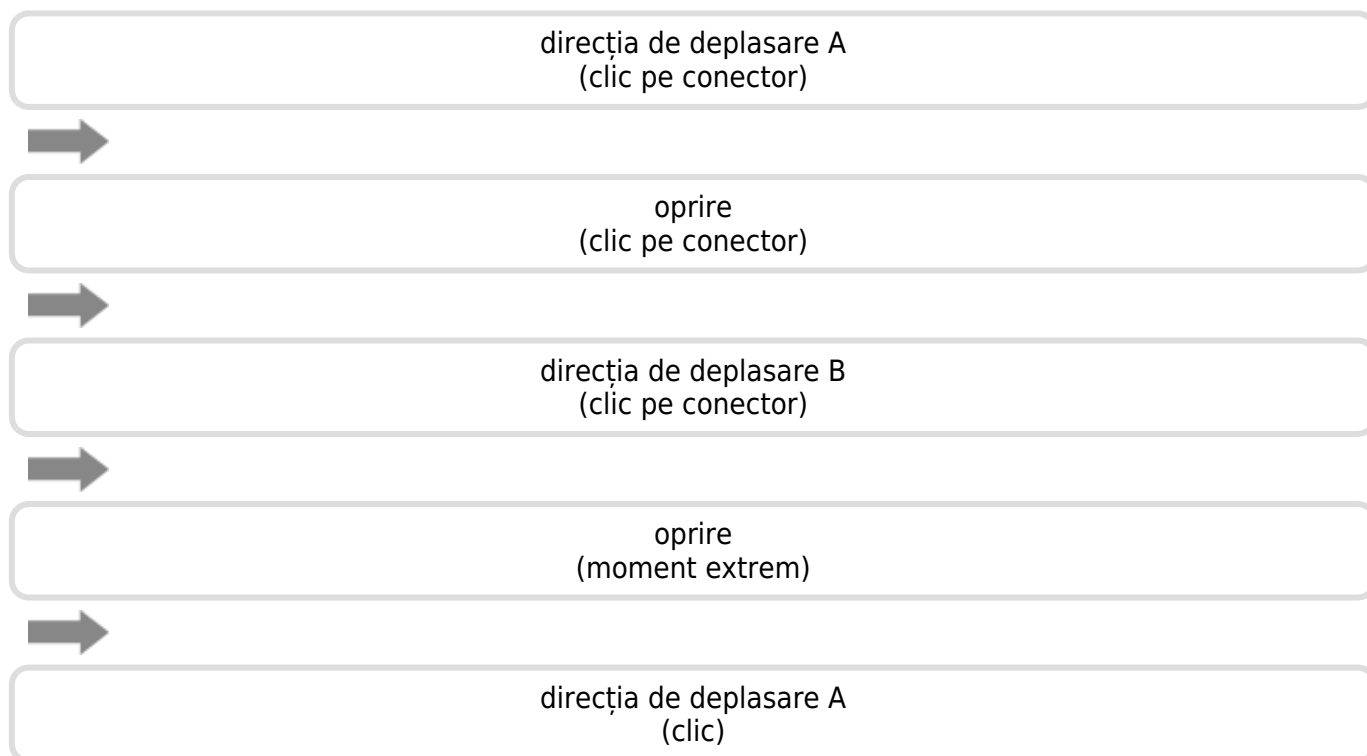 direcția de deplasare A
(clic pe conector)
oprire
(clic pe conector)
direcția de deplasare B
(clic pe conector)
oprire
(moment extrem)
direcția de deplasare A
(clic)